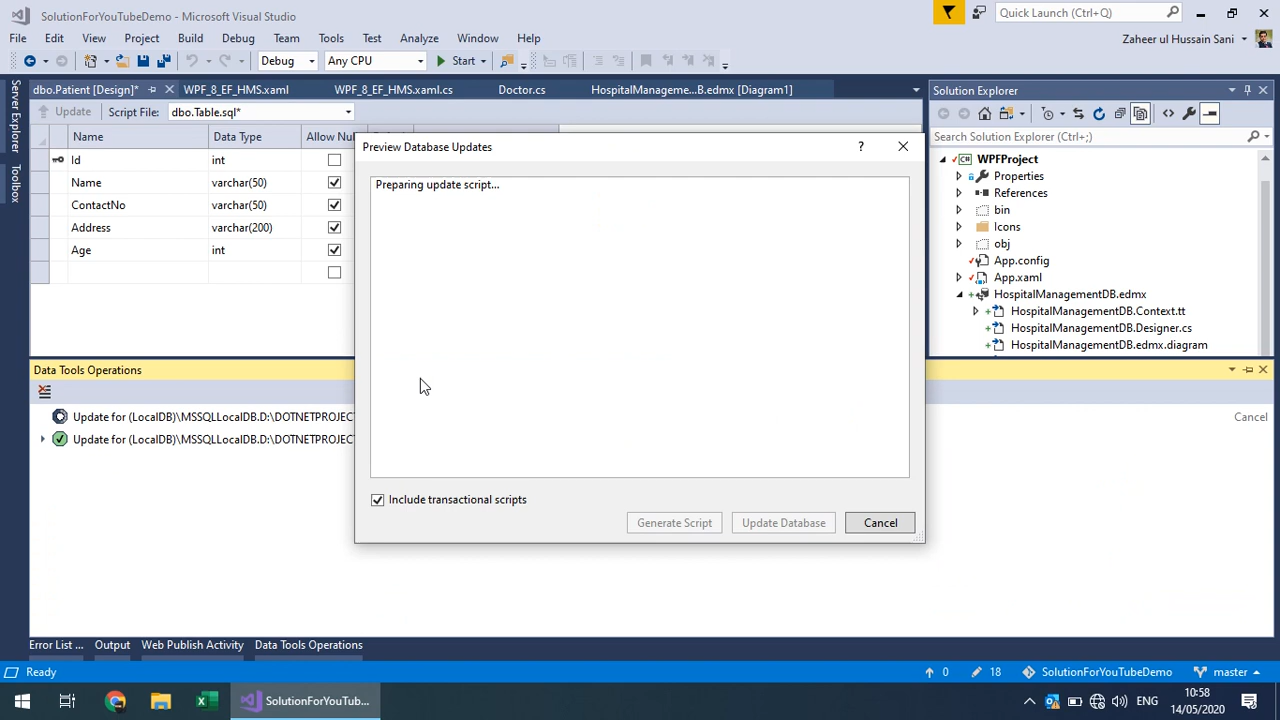 SolutionForYouTubeDemo - Microsoft Visual Studio
Quick Launch (Ctrl+Q)
File Edit View Project Build Debug Team Tools Test Analyze Window Help
Zaheer ul Hussain Sani
Debug Any CPU Start
Server Explorer
Toolbox
dbo.Patient [Design]* WPF_8_EF_HMS.xaml WPF_8_EF_HMS.xaml.cs Doctor.cs HospitalManageme...B.edmx [Diagram1]
Update Script File: dbo.Table.sql*
Name Data Type Allow Nu
Id int
Name varchar(50)
ContactNo varchar(50)
Address varchar(200)
Age int
Preview Database Updates
Preparing update script...
Include transactional scripts
Generate Script Update Database Cancel
Solution Explorer
Search Solution Explorer (Ctrl+;)
WPFProject
Properties
References
bin
Icons
obj
App.config
App.xaml
HospitalManagementDB.edmx
HospitalManagementDB.Context.tt
HospitalManagementDB.Designer.cs
HospitalManagementDB.edmx.diagram
Data Tools Operations
Update for (LocalDB)\MSSQLLocalDB.D:\DOTNETPROJECT
Cancel
Update for (LocalDB)\MSSQLLocalDB.D:\DOTNETPROJECT
Error List ... Output Web Publish Activity Data Tools Operations
Ready 0 18 SolutionForYouTubeDemo master
SolutionForYouTub... ENG 10:58
14/05/2020